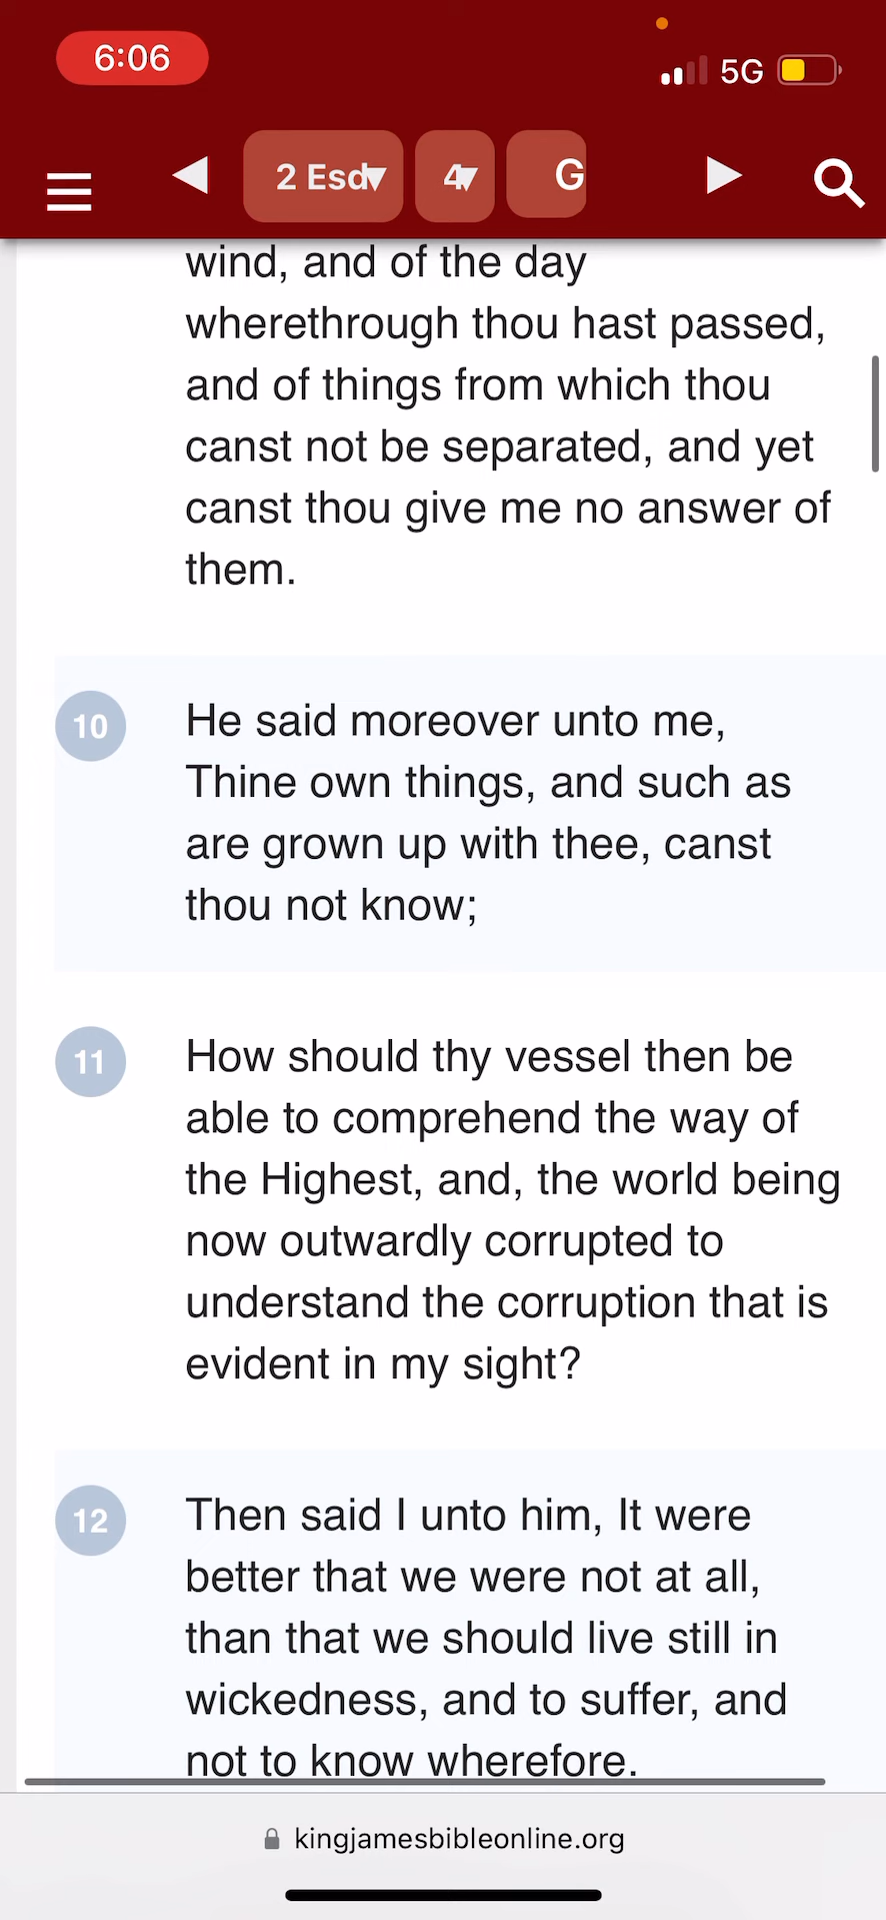 6:06
5G
2 Esd
4
G
wind, and of the day
wherethrough thou hast passed,
and of things from which thou
canst not be separated, and yet
canst thou give me no answer of
them.
10
He said moreover unto me,
Thine own things, and such as
are grown up with thee, canst
thou not know;
11
How should thy vessel then be
able to comprehend the way of
the Highest, and, the world being
now outwardly corrupted to
understand the corruption that is
evident in my sight?
12
Then said I unto him, It were
better that we were not at all,
than that we should live still in
wickedness, and to suffer, and
not to know wherefore.
kingjamesbibleonline.org